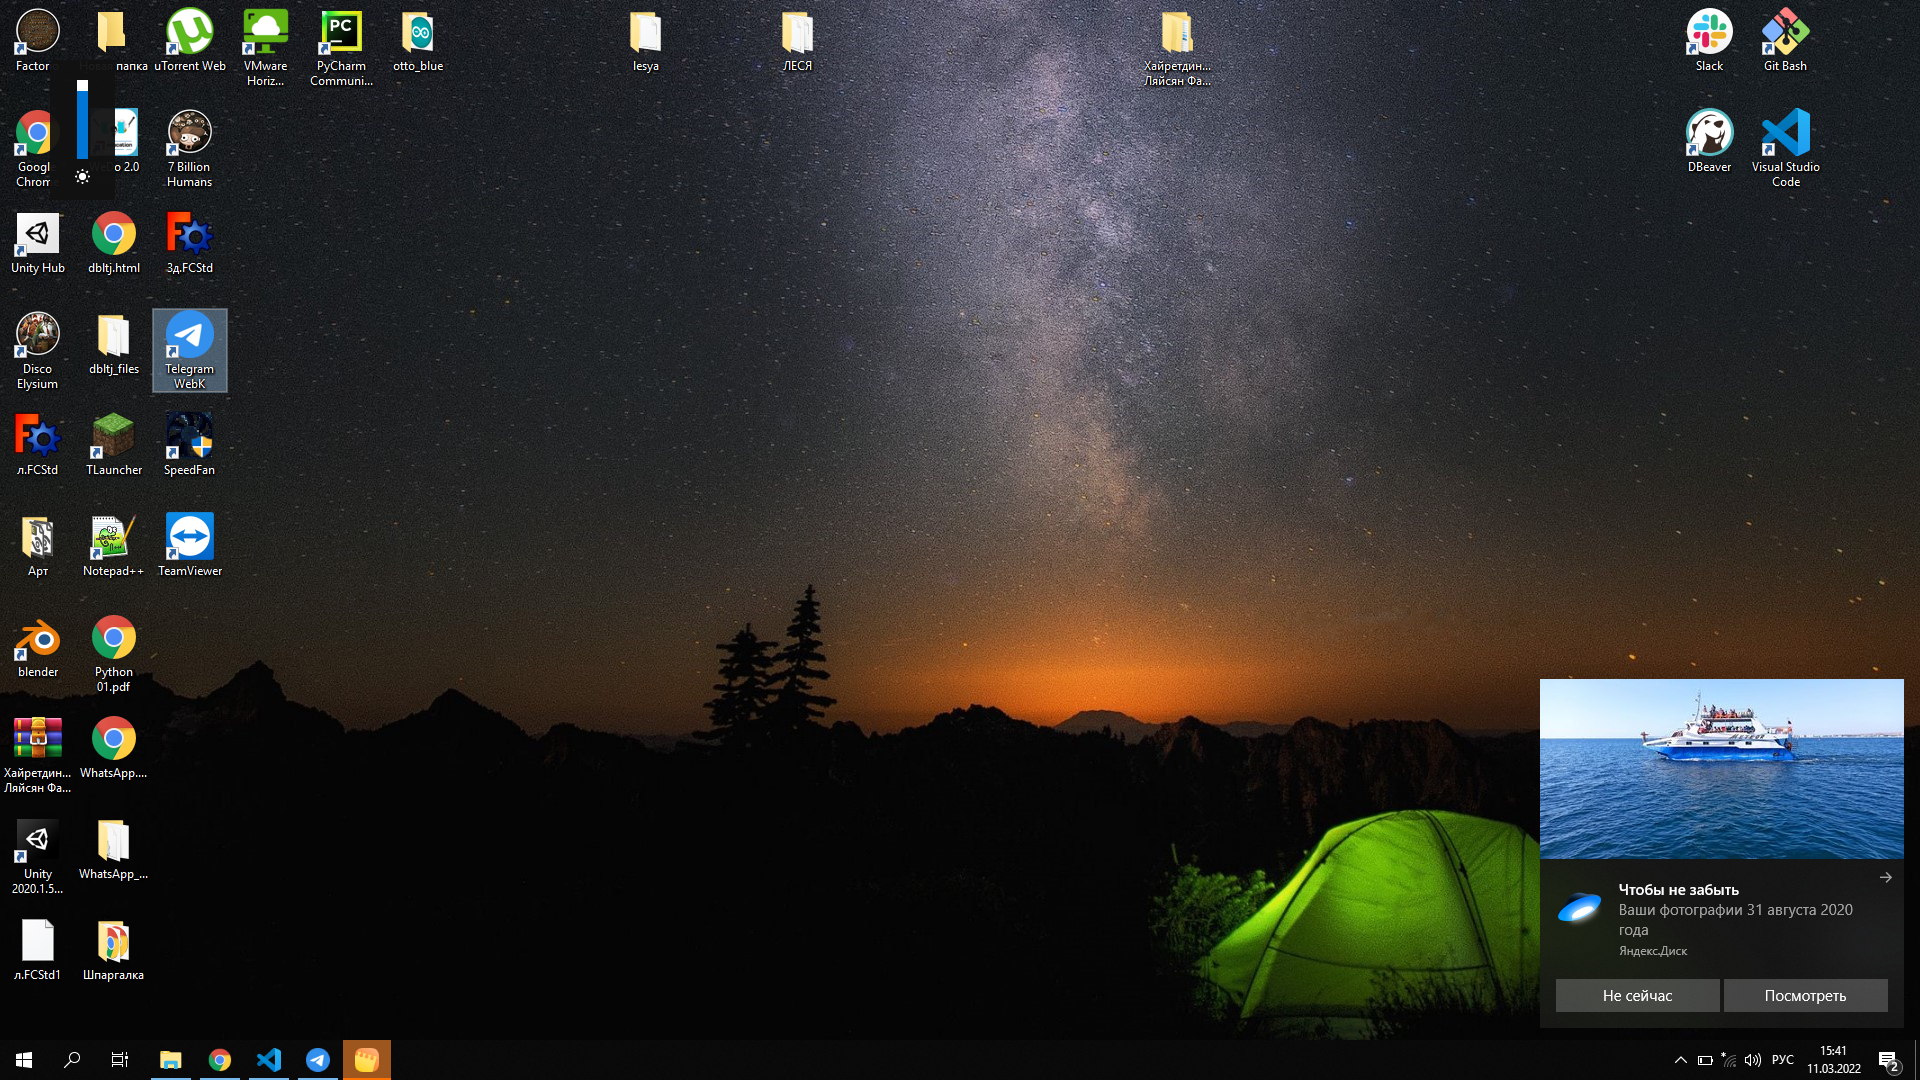 Factor
папка
uTorrent Web
VMware
Horiz...
PC
PyCharm
Communi...
otto_blue
lesya
ЛЕСЯ
Хайретдин...
Ляйсян Фа...
Slack
Git Bash
Googl
Chrom
2.0
7 Billion
Humans
DBeaver
Visual Studio
Code
Unity Hub
dbltj.html
3д.FCStd
Disco
Elysium
dbltj_files
Telegram
WebK
л.FCStd
TLauncher
SpeedFan
Арт
Notepad++
TeamViewer
blender
Python
01.pdf
Хайретдин...
Ляйсян Фа...
WhatsApp....
Unity
2020.1.5...
WhatsApp_...
л.FCStd1
Шпаргалка
Чтобы не забыть
Ваши фотографии 31 августа 2020
года
Яндекс.Диск
Не сейчас
Посмотреть
РУС
15:41
11.03.2022
2